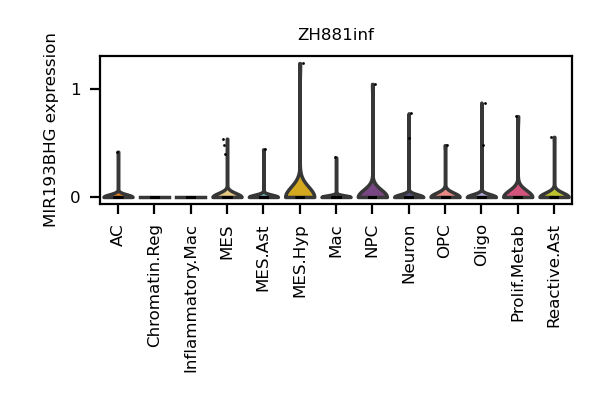 ZH881inf
MIR193BHG expression
1
0
AC
Chromatin.Reg
Inflammatory.Mac
MES
MES.Ast
MES.Hyp
Mac
NPC
Neuron
OPC
Oligo
Prolif.Metab
Reactive.Ast